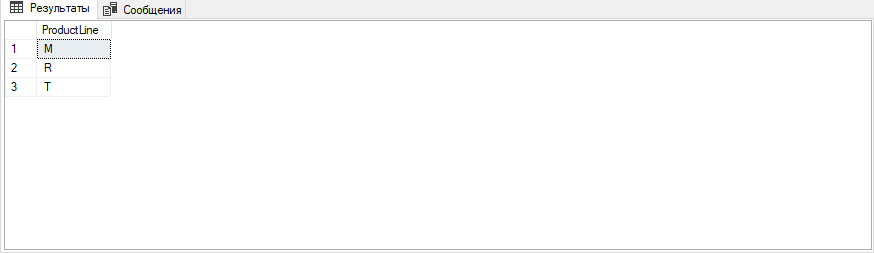 Результаты Сообщения
ProductLine
1 M
2 R
3 T